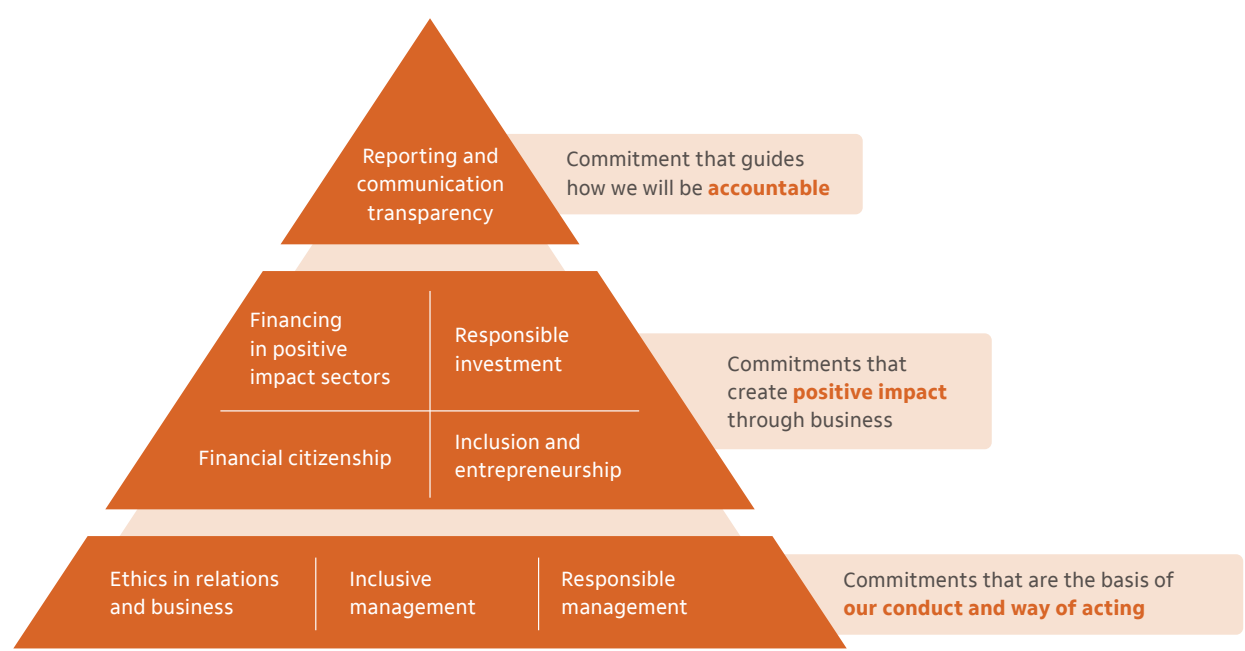 Reporting and
communication
transparency
Commitment that guides
how we will be accountable
Financing
in positive
impact sectors
Responsible
investment
Financial citizenship
Inclusion and
entrepreneurship
Commitments that
create positive impact
through business
Ethics in relations
and business
Inclusive
management
Responsible
management
Commitments that are the basis of
our conduct and way of acting